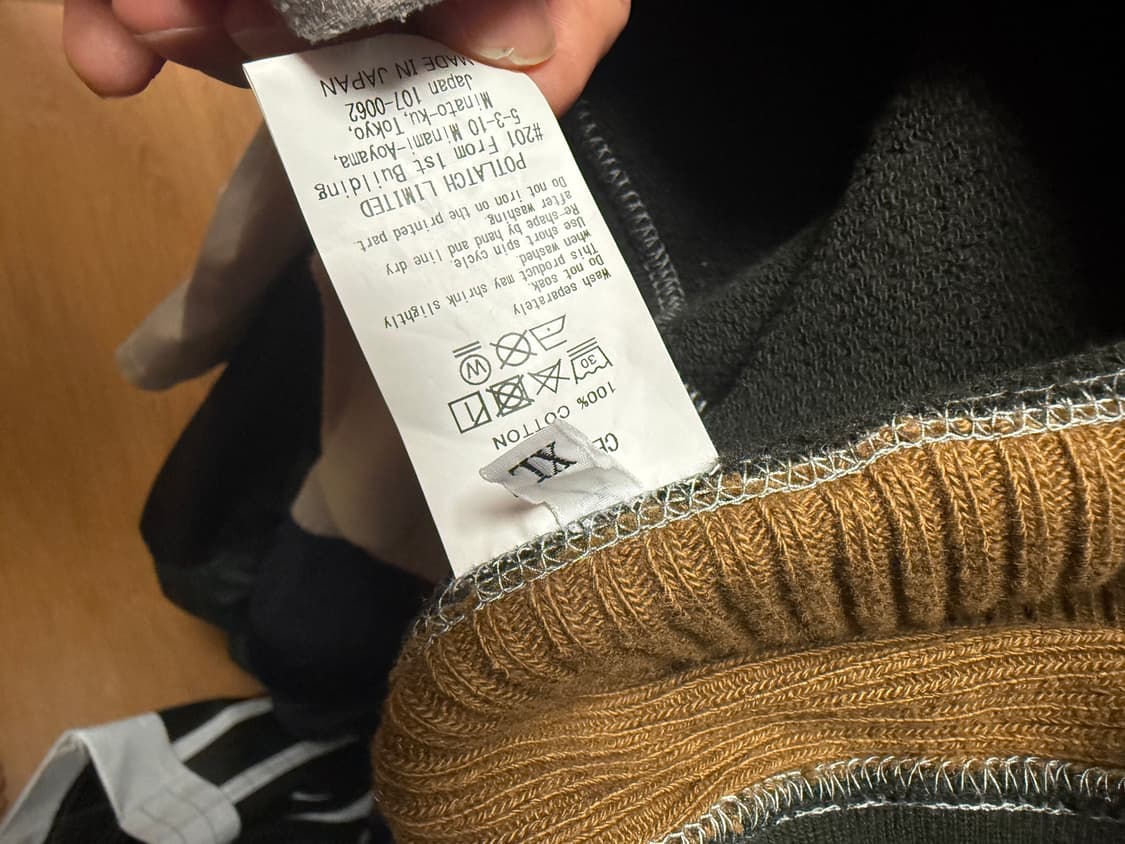 XL
100% COTTON
30
W
Wash separately
Do not soak.
This product may shrink slightly
when washed.
Use short spin cycle.
Re-shape by hand and line dry
after washing.
Do not iron on the printed part.
POTLATCH LIMITED
#201 From 1st Building
5-3-10 Minami-Aoyama,
Minato-ku, Tokyo,
Japan 107-0062
MADE IN JAPAN